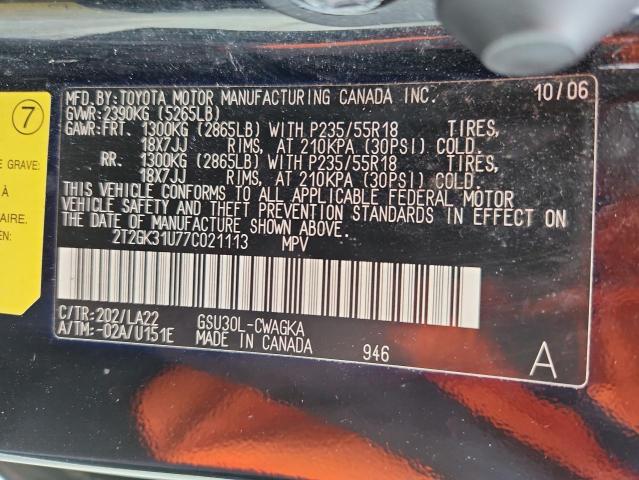 MFD.BY:TOYOTA MOTOR MANUFACTURING CANADA INC. 10/06
GVWR:2390KG (5265LB)
GAWR:FRT. 1300KG (2865LB) WITH P235/55R18 TIRES,
18X7JJ RIMS, AT 210KPA (30PSI) COLD.
RR. 1300KG (2865LB) WITH P235/55R18 TIRES,
18X7JJ RIMS, AT 210KPA (30PSI) COLD.
THIS VEHICLE CONFORMS TO ALL APPLICABLE FEDERAL MOTOR
VEHICLE SAFETY AND THEFT PREVENTION STANDARDS IN EFFECT ON
THE DATE OF MANUFACTURE SHOWN ABOVE.
2T2GK31U77C021113 MPV
C/TR:202/LA22 GSU30L-CWAGKA
A/TM:-02A/U151E MADE IN CANADA 946 A
7
E GRAVE:
À
AIRE.
EN: